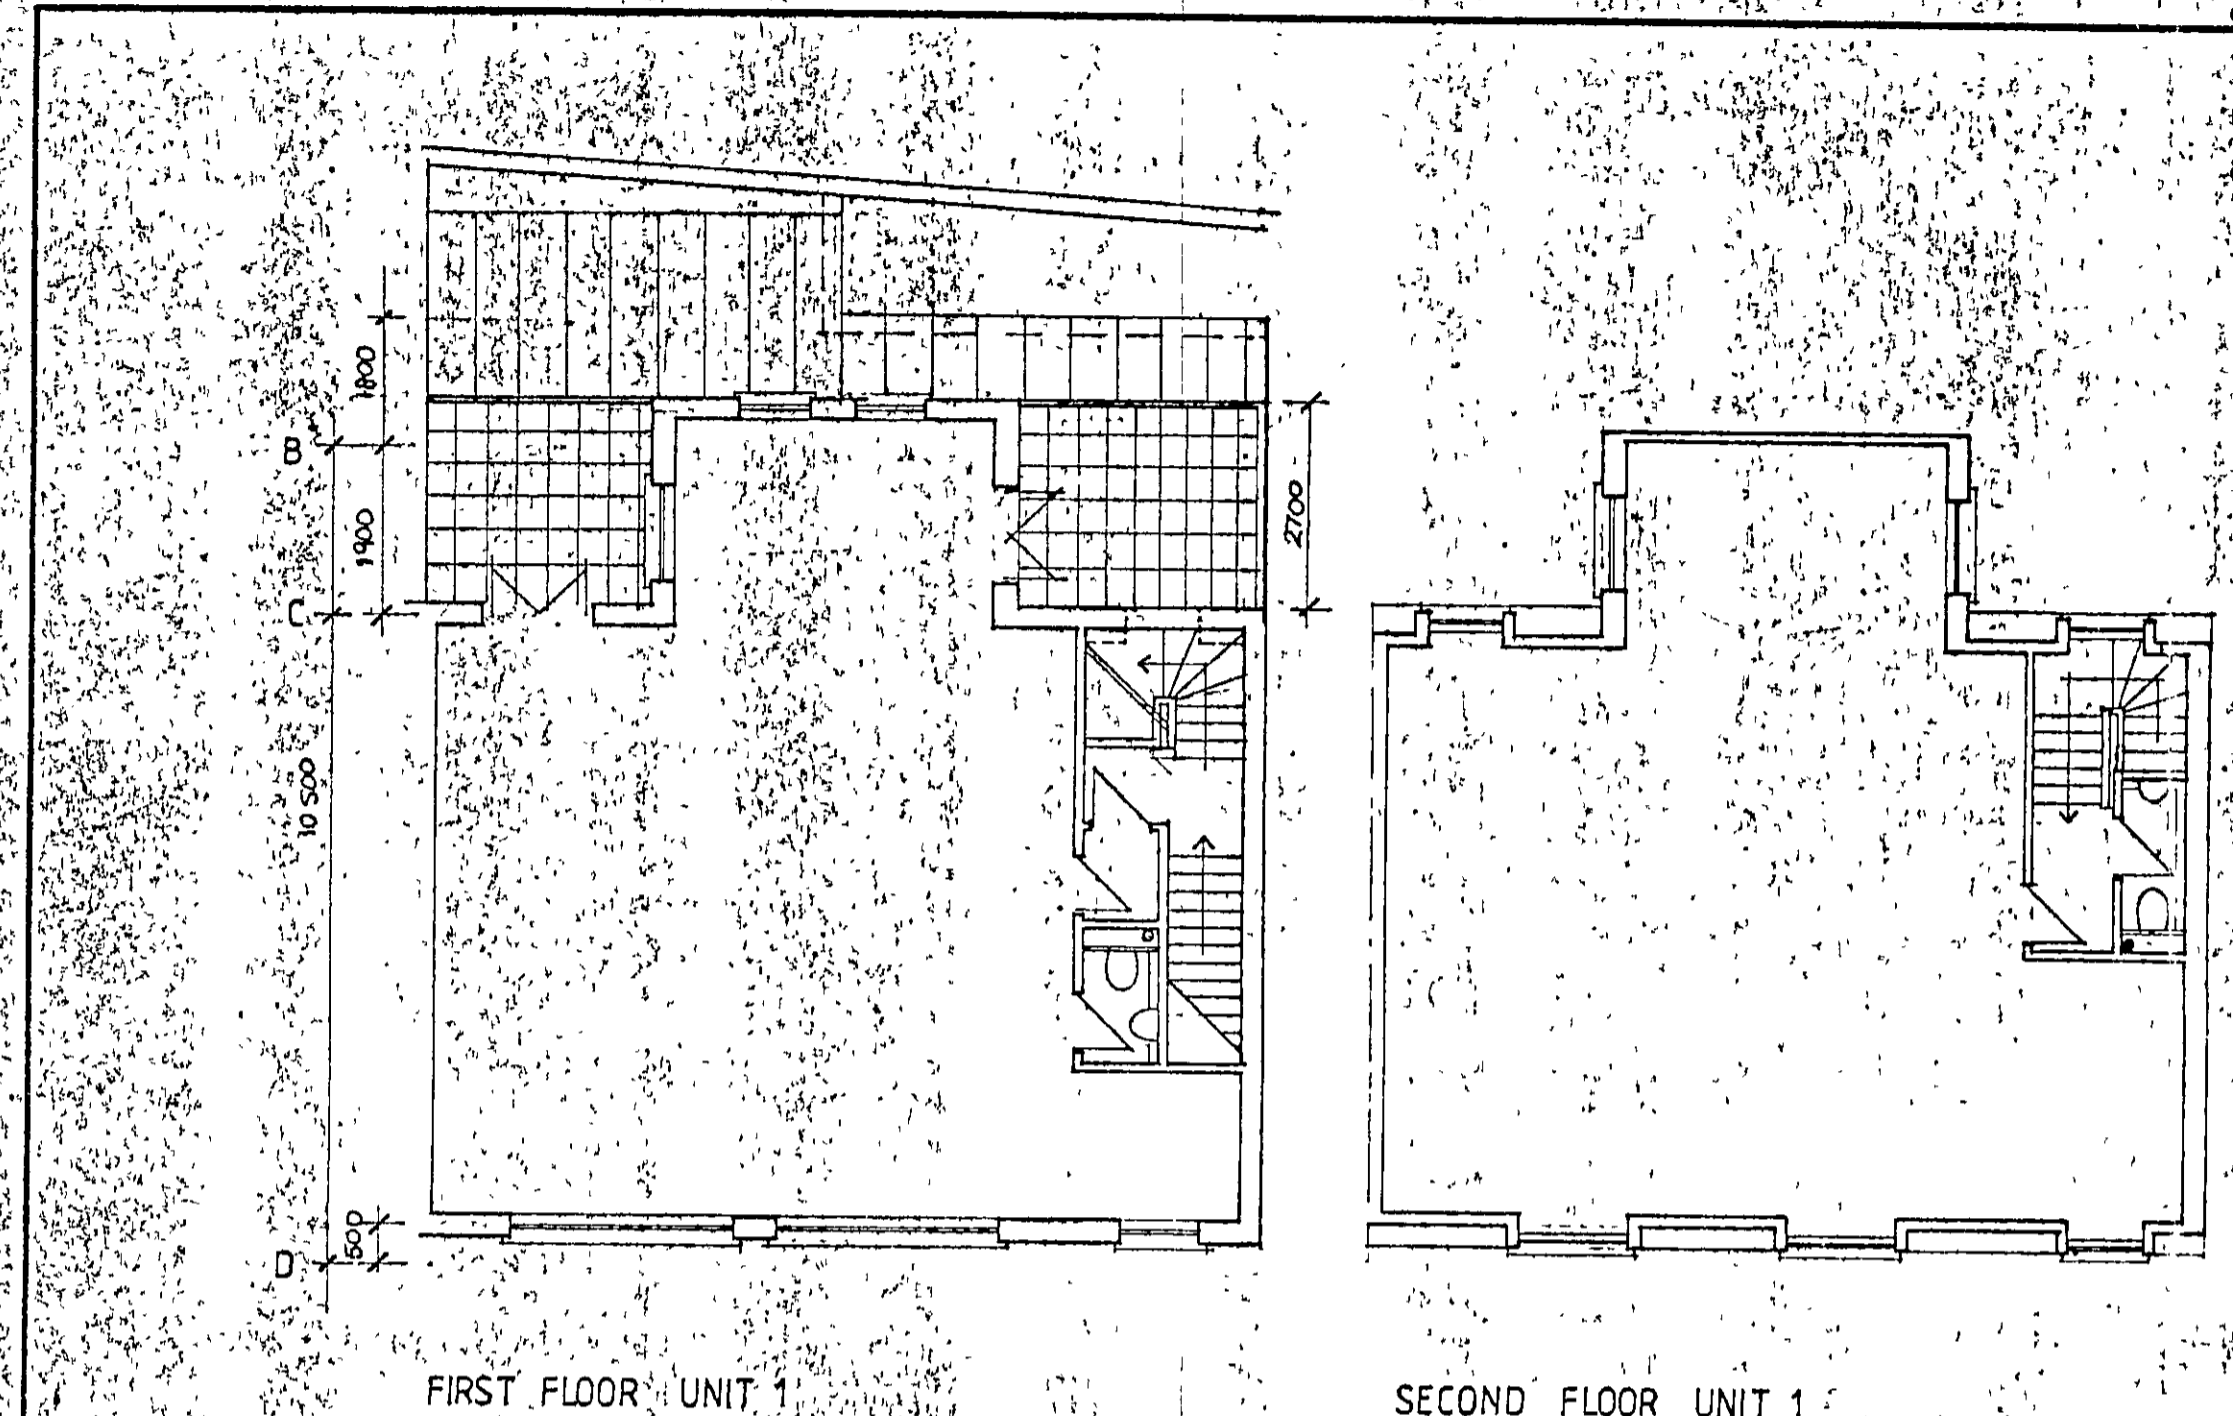 1800
B
1900
C
2700
10 500
500
D
FIRST FLOOR UNIT 1
SECOND FLOOR UNIT 1